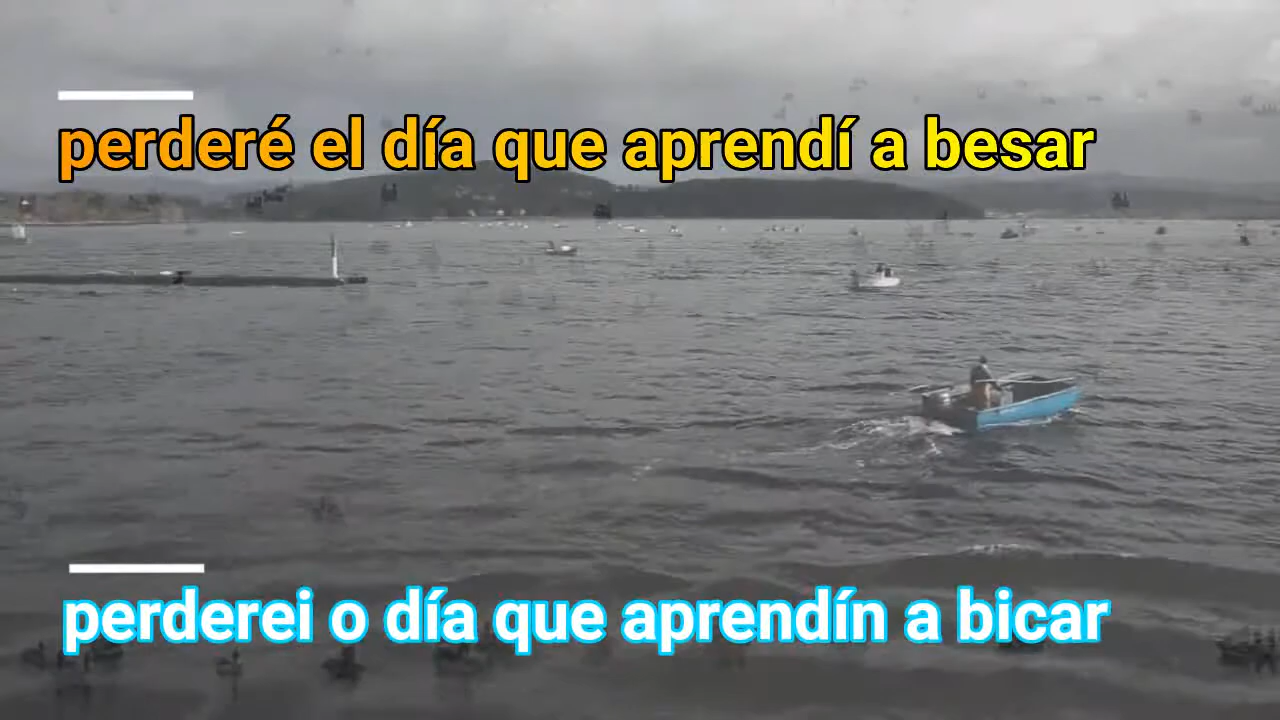 perderé el día que aprendí a besar
perderei o día que aprendín a bicar